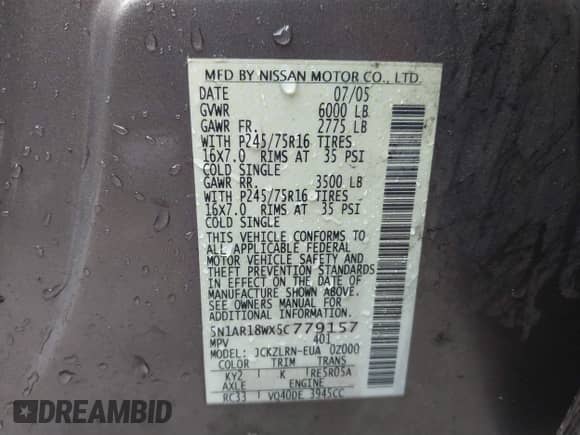 MFD BY NISSAN MOTOR CO., LTD.
DATE 07/05
GVWR 6000 LB
GAWR FR. 2775 LB
WITH P245/75R16 TIRES
16X7.0 RIMS AT 35 PSI
COLD SINGLE
GAWR RR. 3500 LB
WITH P245/75R16 TIRES
16X7.0 RIMS AT 35 PSI
COLD SINGLE
THIS VEHICLE CONFORMS TO
ALL APPLICABLE FEDERAL
MOTOR VEHICLE SAFETY AND
THEFT PREVENTION STANDARDS
IN EFFECT ON THE DATE OF
MANUFACTURE SHOWN ABOVE.
SEE OWNERS MANUAL FOR
ADDITIONAL INFORMATION
5N1AR18WX5C779157
MPV 401
MODEL: JCKZLRN-EUA 0Z000
COLOR TRIM TRANS
KY2 K RE5R05A
AXLE ENGINE
RC33 VQ40DE 3945CC
DREAMBID